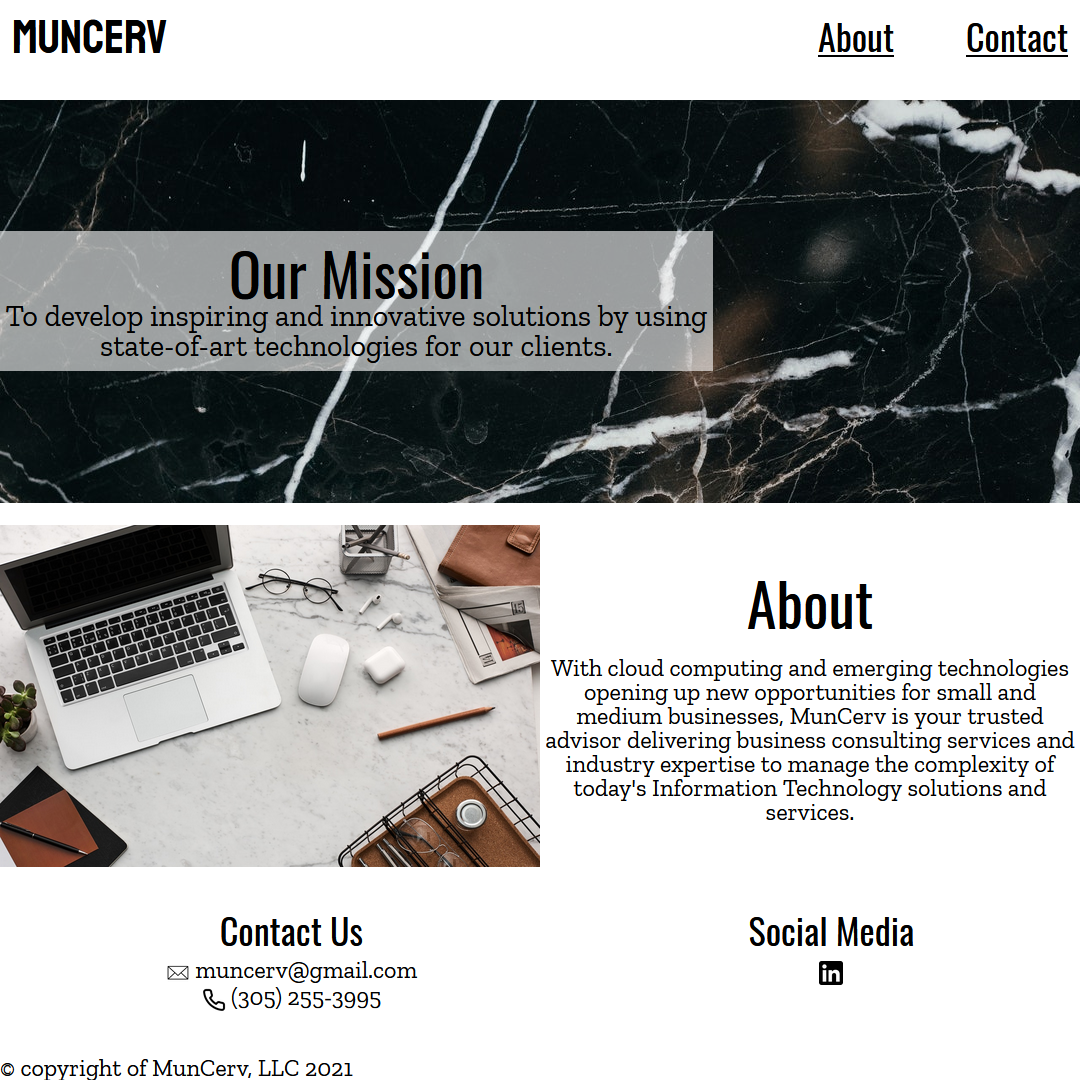 MUNCERV
About
Contact
Our Mission
To develop inspiring and innovative solutions by using
state-of-art technologies for our clients.
About
With cloud computing and emerging technologies
opening up new opportunities for small and
medium businesses, MunCerv is your trusted
advisor delivering business consulting services and
industry expertise to manage the complexity of
today's Information Technology solutions and
services.
Contact Us
muncerv@gmail.com
(305) 255-3995
Social Media
in
© copyright of MunCerv, LLC 2021